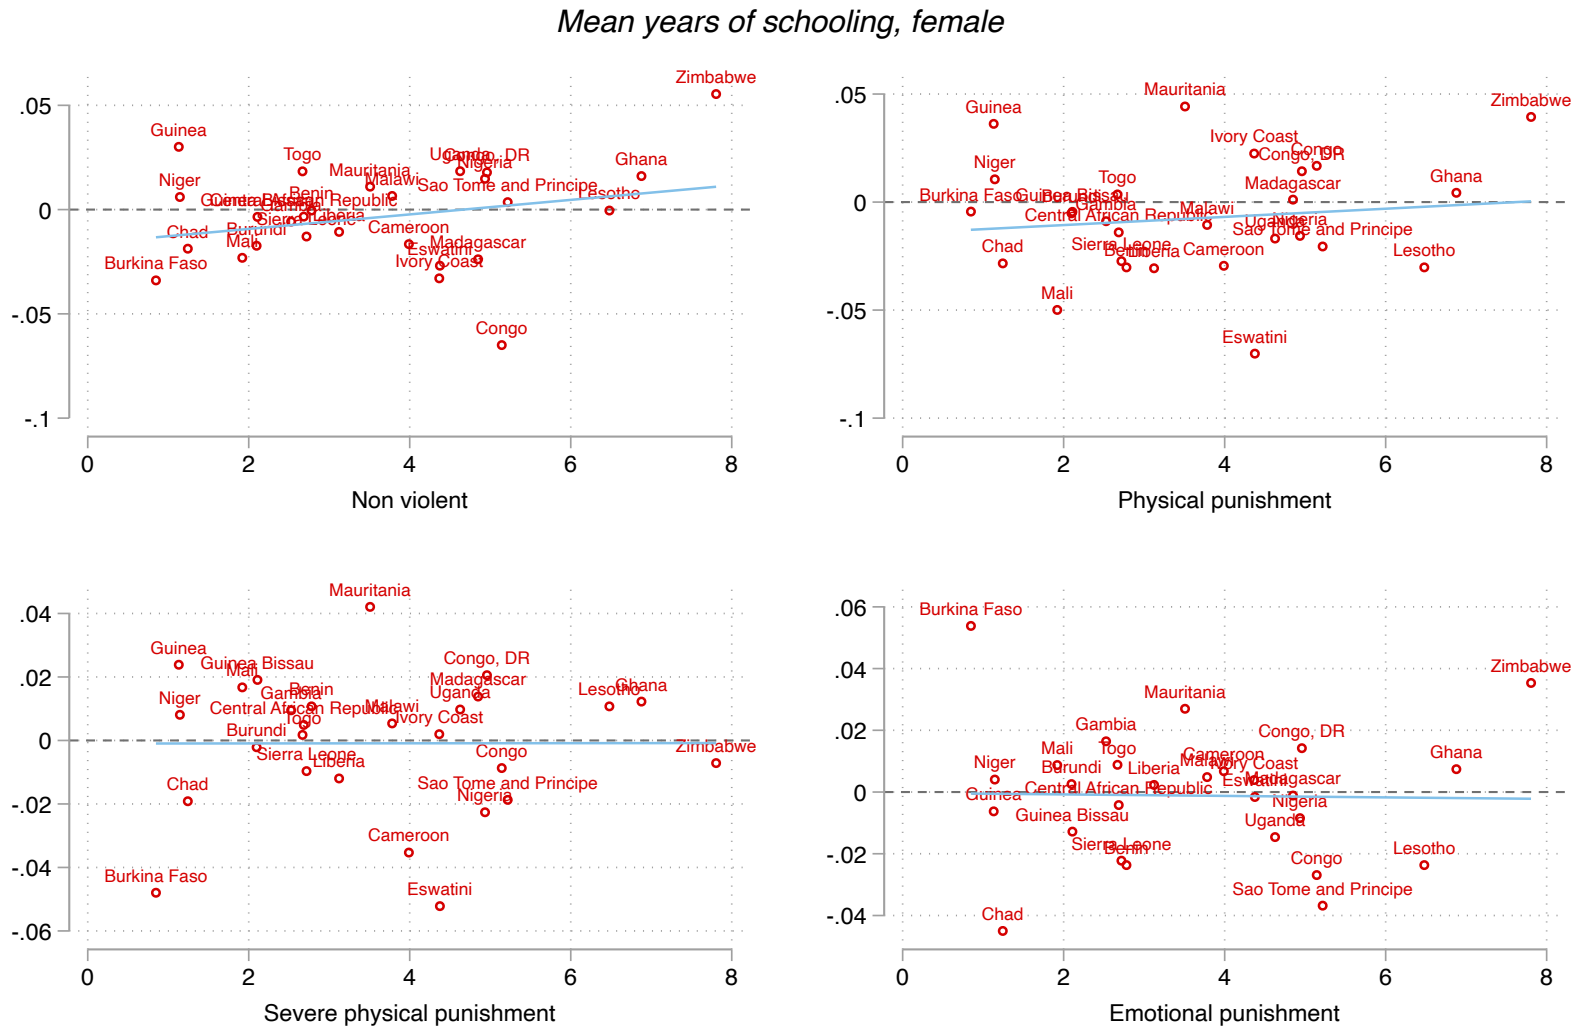 Mean years of schooling, female
Zimbabwe
.05
Guinea
Togo
Uganda
Congo, DR
Nigeria
Ghana
Mauritania
Malawi
Niger
Sao Tome and Principe
Lesotho
Benin
Guinea Bissau
Central African Republic
Gambia
0
Sierra Leone
Liberia
Burundi
Cameroon
Chad
Mali
Madagascar
Eswatini
Ivory Coast
Burkina Faso
-.05
Congo
-.1
0 2 4 6 8
Non violent
.05
Mauritania
Zimbabwe
Guinea
Ivory Coast
Congo
Congo, DR
Niger
Togo
Ghana
Madagascar
Burkina Faso
Guinea Bissau
Burundi
Gambia
0
Central African Republic
Malawi
Uganda
Nigeria
Sao Tome and Principe
Chad
Sierra Leone
Benin
Liberia
Cameroon
Lesotho
Mali
-.05
Eswatini
-.1
0 2 4 6 8
Physical punishment
Mauritania
.04
Guinea
Guinea Bissau
Mali
Congo, DR
Madagascar
.02
Niger
Gambia
Benin
Uganda
Lesotho
Ghana
Central African Republic
Malawi
Togo
Ivory Coast
Burundi
0
Sierra Leone
Liberia
Congo
Zimbabwe
Chad
Sao Tome and Principe
Nigeria
-.02
Cameroon
Burkina Faso
-.04
Eswatini
-.06
0 2 4 6 8
Severe physical punishment
.06
Burkina Faso
.04
Zimbabwe
Mauritania
.02
Gambia
Congo, DR
Mali
Togo
Niger
Burundi
Liberia
Malawi
Cameroon
Ivory Coast
Ghana
Eswatini
Madagascar
Central African Republic
0
Guinea
Nigeria
Guinea Bissau
Uganda
Sierra Leone
Benin
-.02
Congo
Lesotho
Sao Tome and Principe
-.04
Chad
0 2 4 6 8
Emotional punishment